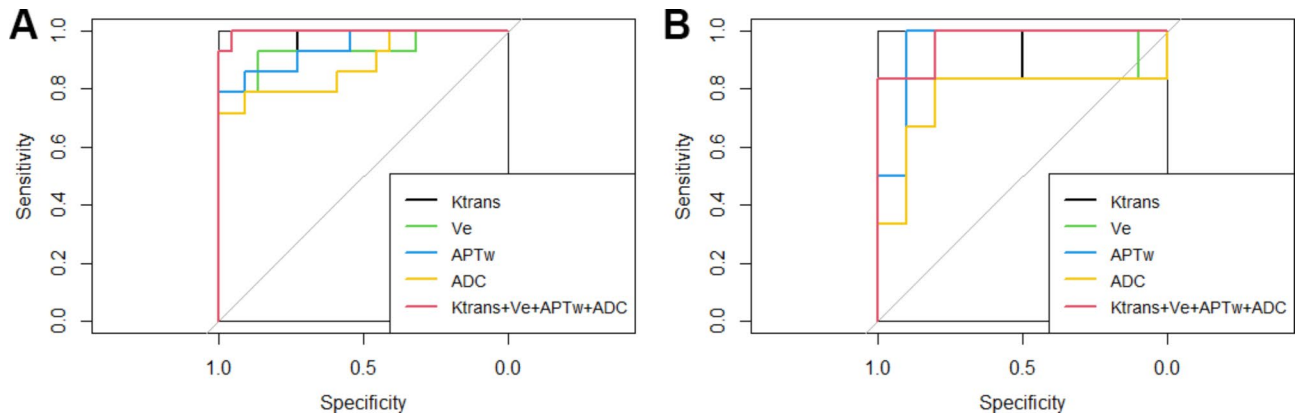 A
Sensitivity
1.0
0.8
0.6
0.4
0.2
0.0
Ktrans
Ve
APTw
ADC
Ktrans+Ve+APTw+ADC
1.0 0.5 0.0
Specificity
B
Sensitivity
1.0
0.8
0.6
0.4
0.2
0.0
Ktrans
Ve
APTw
ADC
Ktrans+Ve+APTw+ADC
1.0 0.5 0.0
Specificity